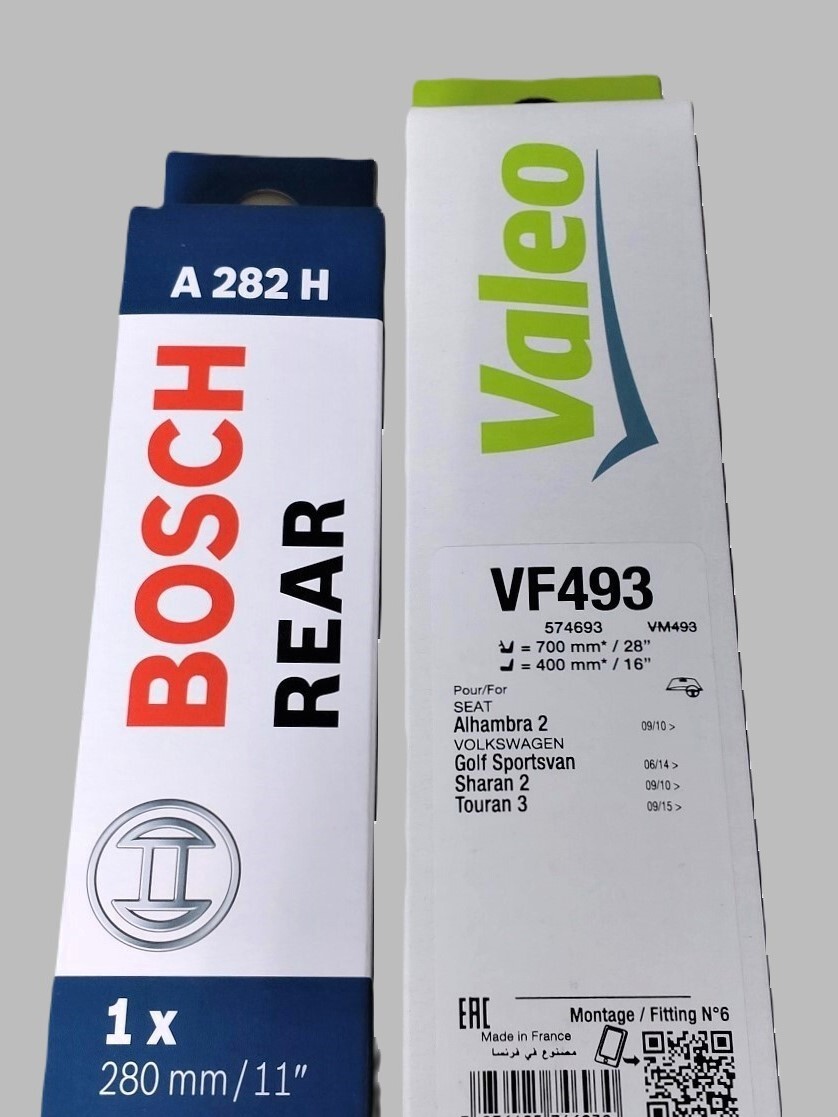 A 282 H
BOSCH
REAR
1 x
280 mm / 11"
Valeo
VF493
574693 VM493
= 700 mm* / 28"
= 400 mm* / 16"
Pour/For
SEAT
Alhambra 2 09/10 >
VOLKSWAGEN
Golf Sportsvan 06/14 >
Sharan 2 09/10 >
Touran 3 09/15 >
EAC
Montage / Fitting N°6
Made in France
مصنوع في فرنسا